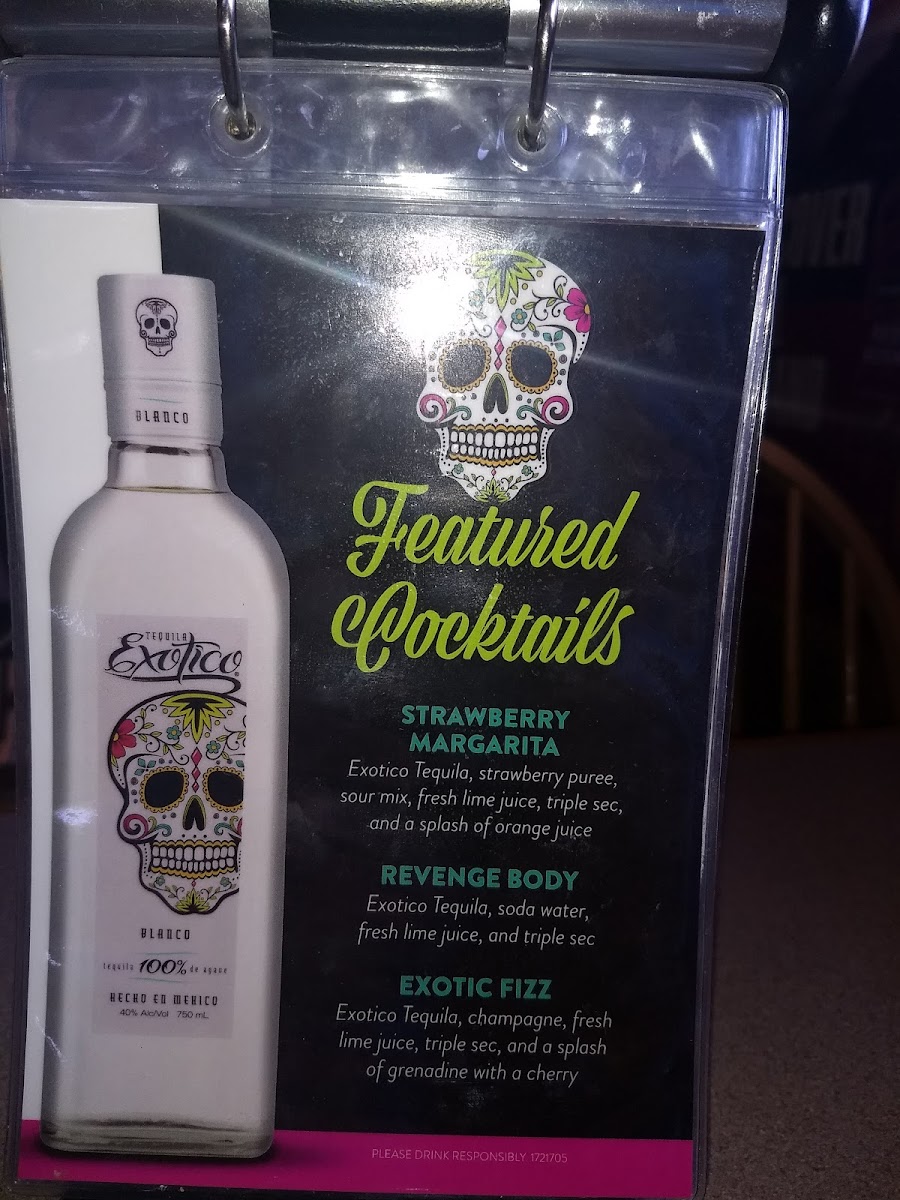 BLANCO
TEQUILA
Exotico
BLANCO
tequila 100% de agave
HECHO EN MEXICO
40% Alc/Vol 750 mL
Featured
Cocktails
STRAWBERRY
MARGARITA
Exotico Tequila, strawberry puree,
sour mix, fresh lime juice, triple sec,
and a splash of orange juice
REVENGE BODY
Exotico Tequila, soda water,
fresh lime juice, and triple sec
EXOTIC FIZZ
Exotico Tequila, champagne, fresh
lime juice, triple sec, and a splash
of grenadine with a cherry
PLEASE DRINK RESPONSIBLY 1721705